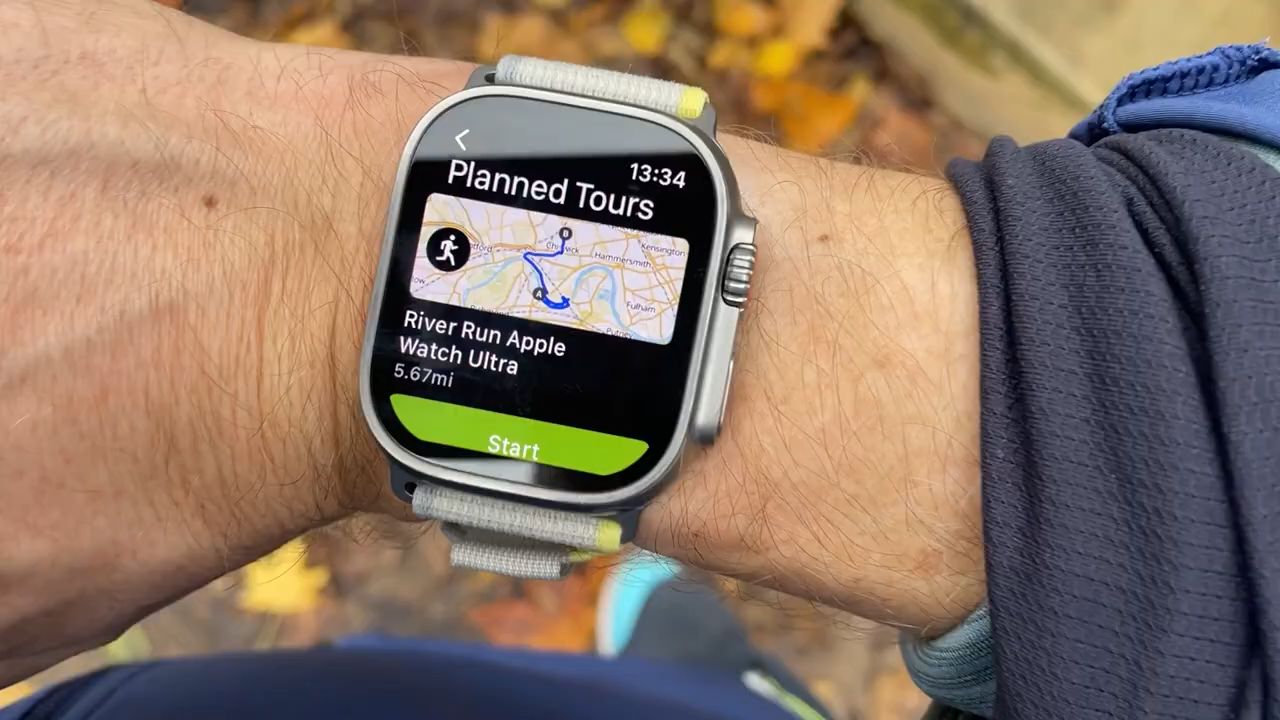 <
13:34
Planned Tours
B
Chiswick
Kensington
Hammersmith
A
Fulham
Putney
River Run Apple
Watch Ultra
5.67mi
Start